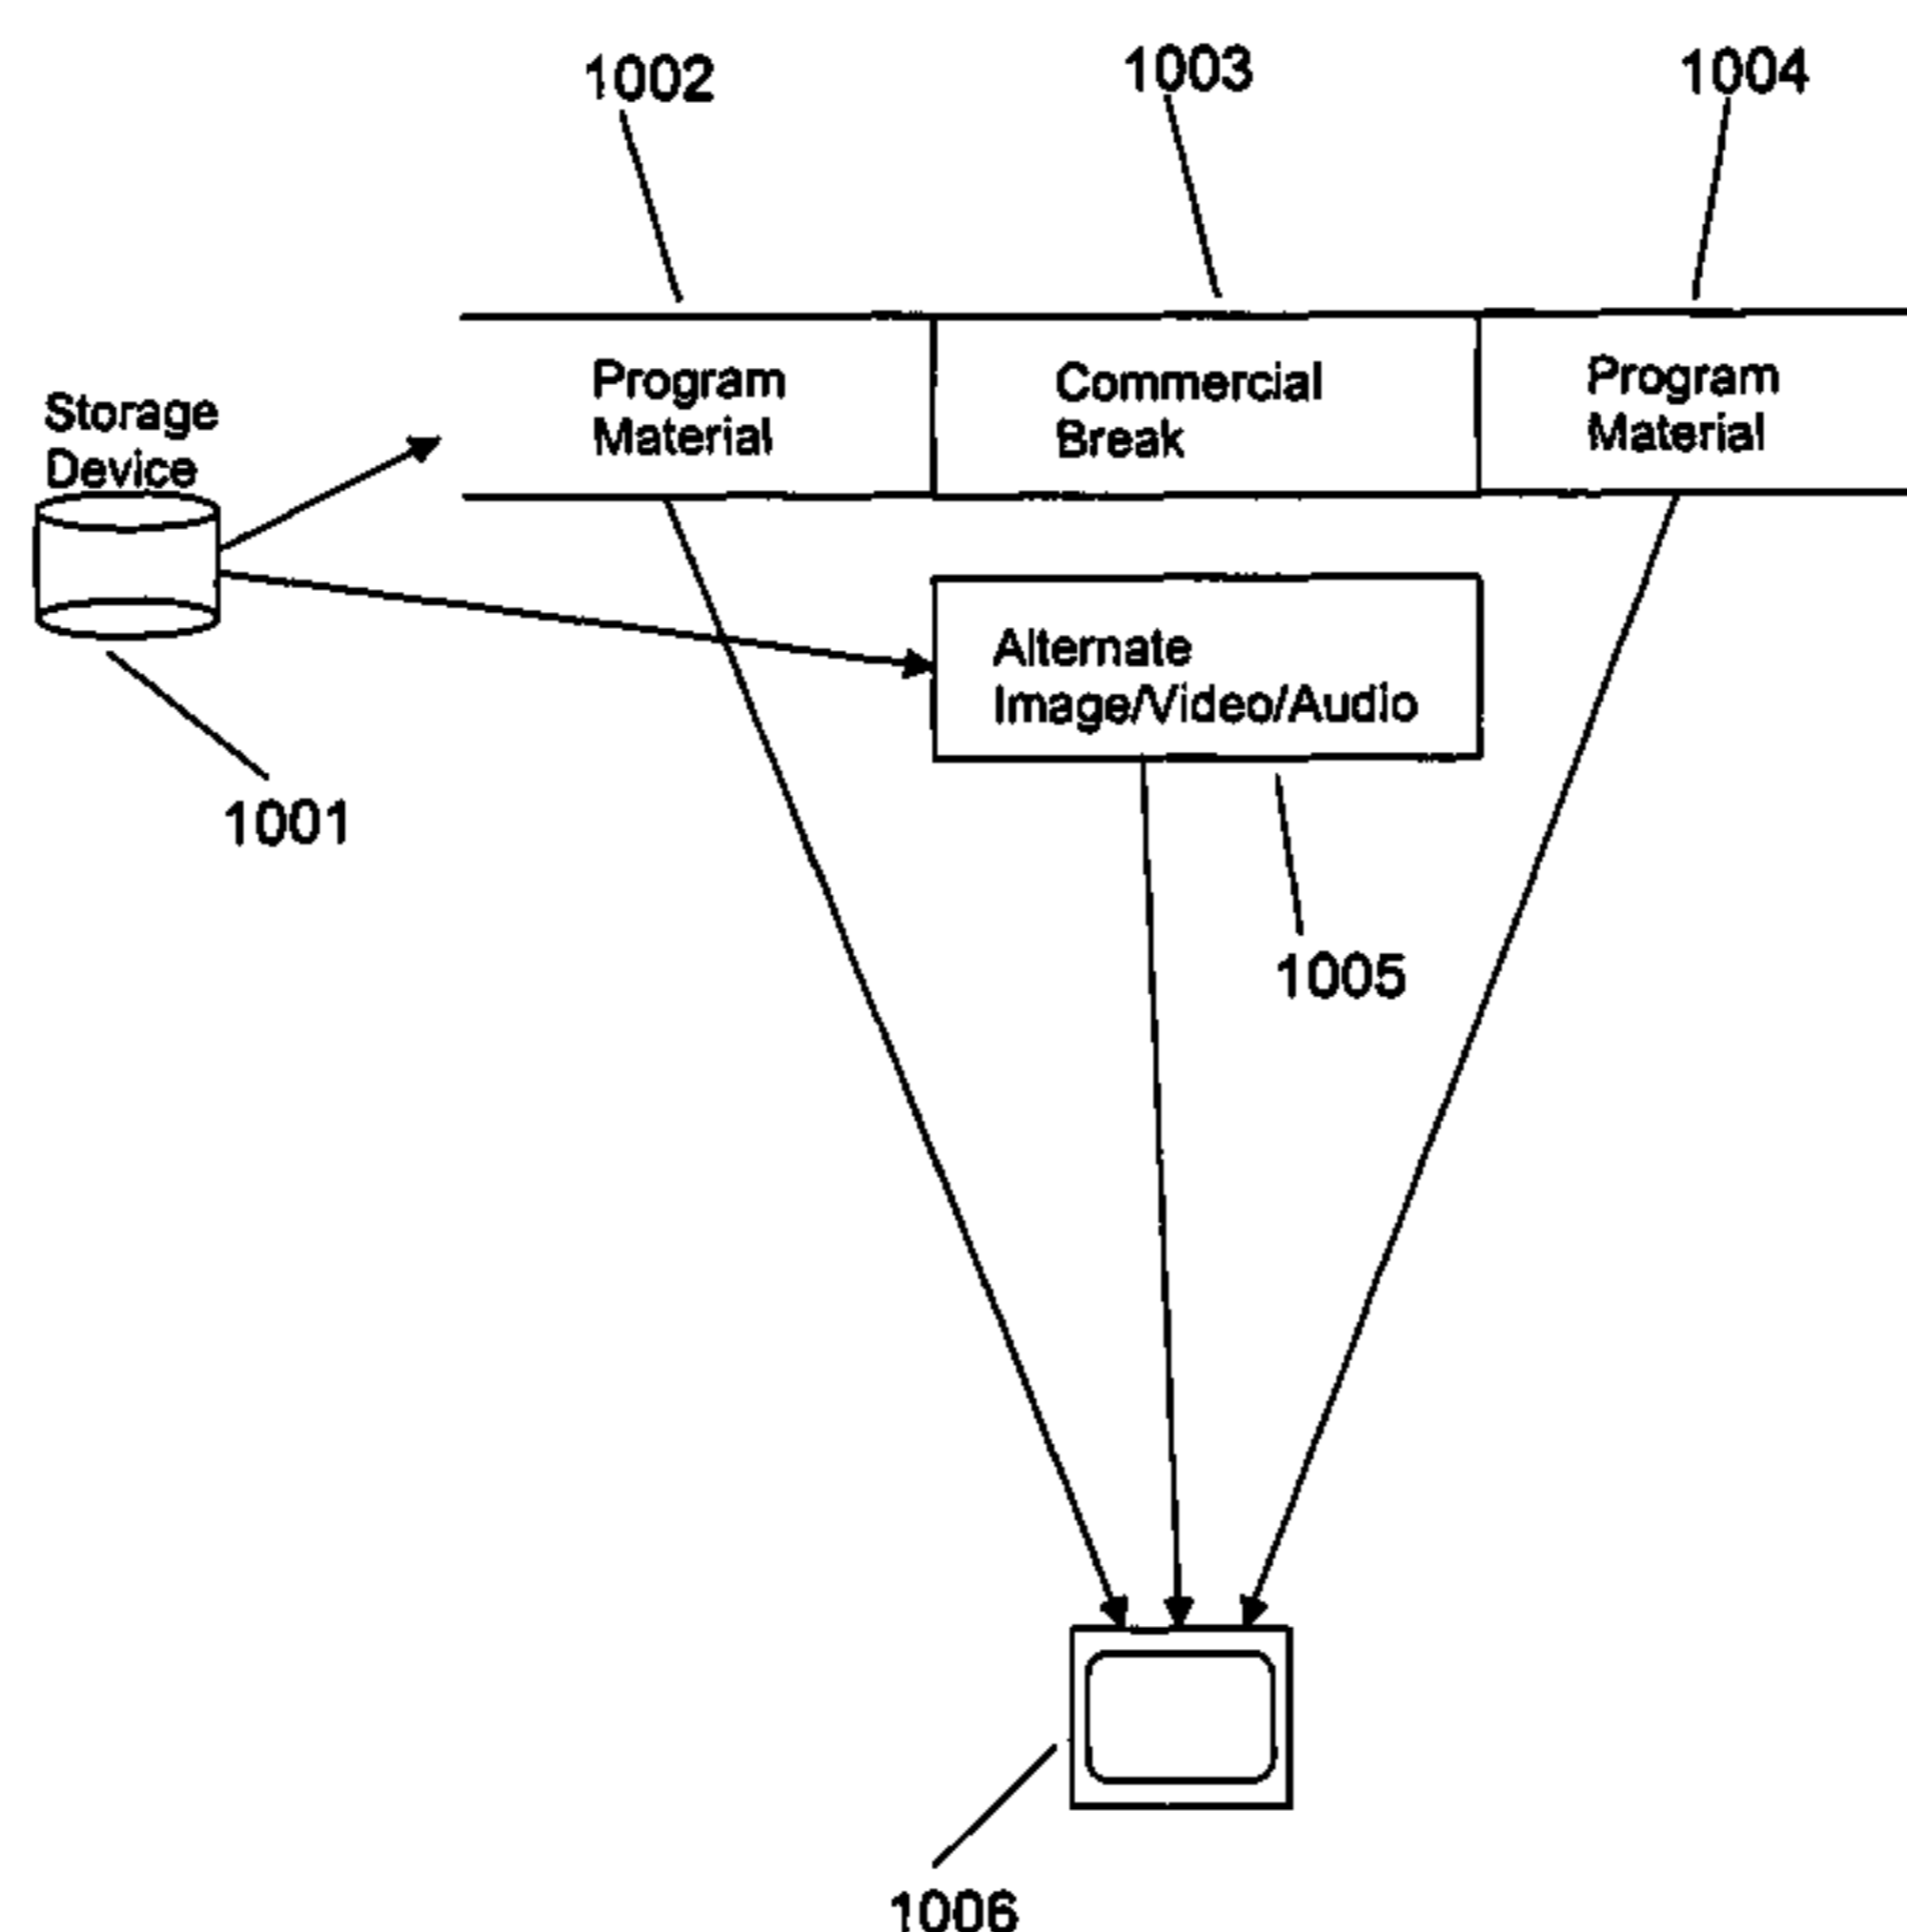 1002
1003
1004
Program
Material
Commercial
Break
Program
Material
Storage
Device
Alternate
Image/Video/Audio
1001
1005
1006